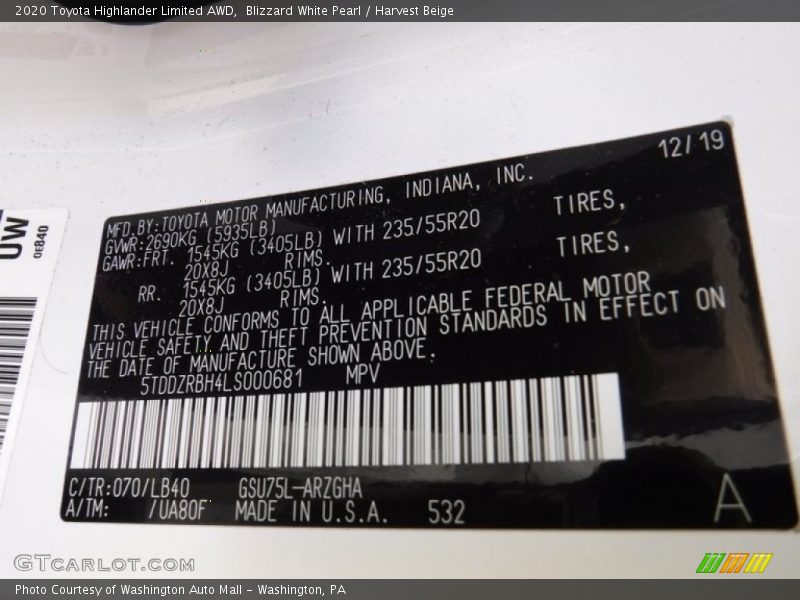 2020 Toyota Highlander Limited AWD, Blizzard White Pearl / Harvest Beige
12/19
MFD.BY:TOYOTA MOTOR MANUFACTURING, INDIANA, INC.
GVWR:2690KG (5935LB)
GAWR:FRT. 1545KG (3405LB) WITH 235/55R20 TIRES,
20X8J RIMS.
RR. 1545KG (3405LB) WITH 235/55R20 TIRES,
20X8J RIMS.
THIS VEHICLE CONFORMS TO ALL APPLICABLE FEDERAL MOTOR
VEHICLE SAFETY AND THEFT PREVENTION STANDARDS IN EFFECT ON
THE DATE OF MANUFACTURE SHOWN ABOVE.
5TDDZRBH4LS000681 MPV
C/TR:070/LB40 GSU75L-ARZGHA
A/TM: /UA80F MADE IN U.S.A. 532
A
UW
0EB40
GTCARLOT.COM
Photo Courtesy of Washington Auto Mall - Washington, PA